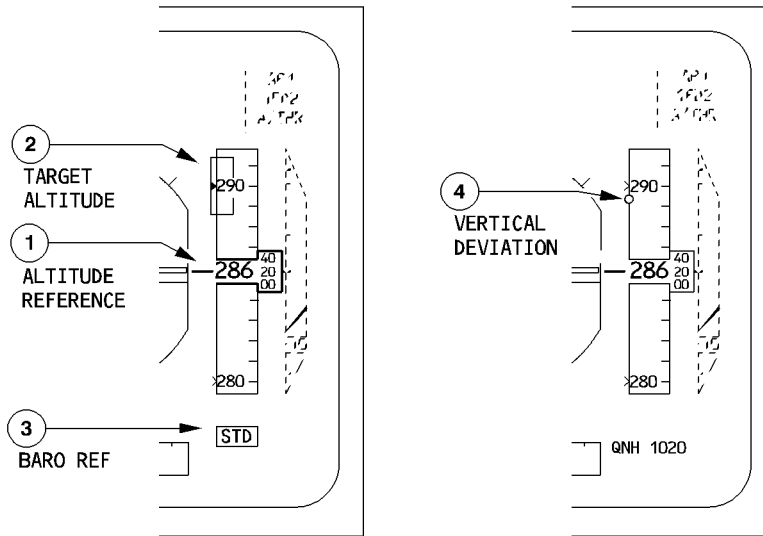 2
TARGET
ALTITUDE
1
ALTITUDE
REFERENCE
3
BARO REF
290
286
40
20
00
280
STD
4
VERTICAL
DEVIATION
290
286
40
20
00
280
QNH 1020